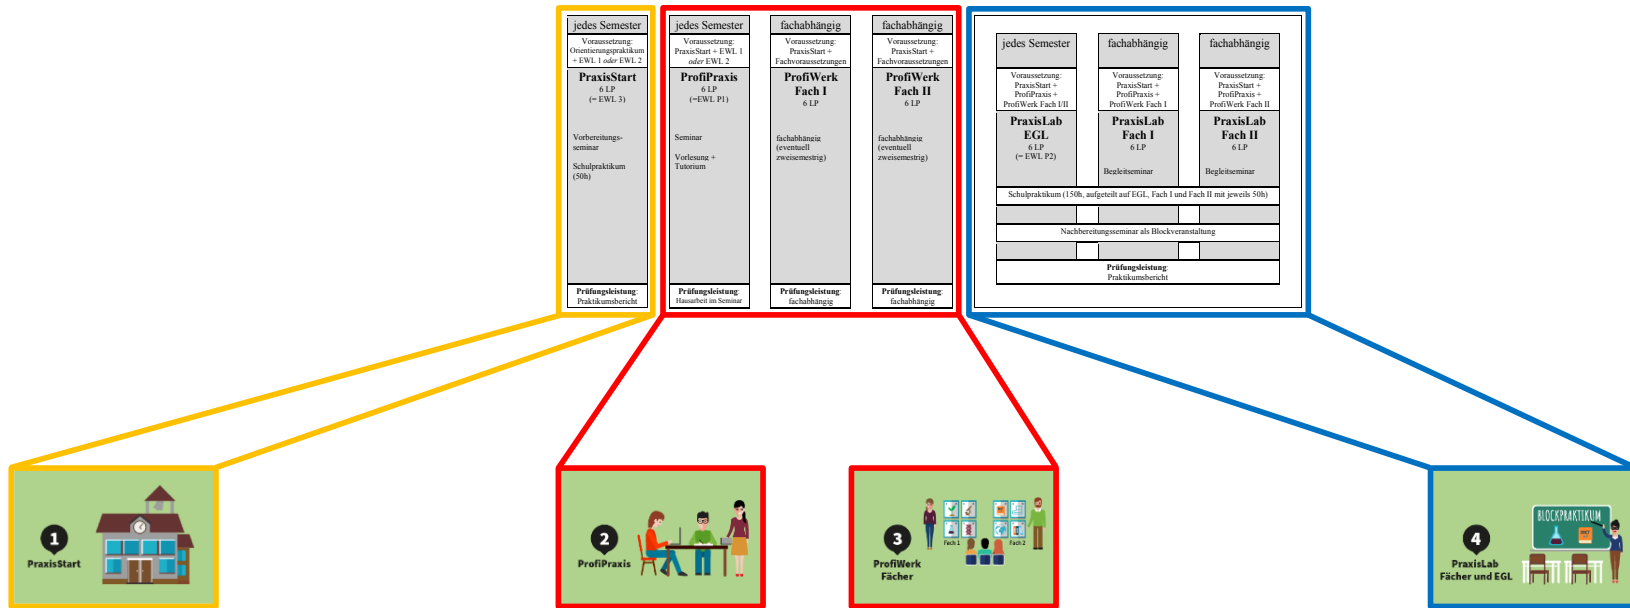 jedes Semester
Voraussetzung:
Orientierungspraktikum
+ EWL 1 oder EWL 2
PraxisStart
6 LP
(= EWL 3)
Vorbereitungs-
seminar
Schulpraktikum
(50h)
Prüfungsleistung:
Praktikumsbericht
jedes Semester
Voraussetzung:
PraxisStart + EWL 1
oder EWL 2
ProfiPraxis
6 LP
(=EWL P1)
Seminar
Vorlesung +
Tutorium
Prüfungsleistung:
Hausarbeit im Seminar
fachabhängig
Voraussetzung:
PraxisStart +
Fachvoraussetzungen
ProfiWerk
Fach I
6 LP
fachabhängig
(eventuell
zweisemestrig)
Prüfungsleistung:
fachabhängig
fachabhängig
Voraussetzung:
PraxisStart +
Fachvoraussetzungen
ProfiWerk
Fach II
6 LP
fachabhängig
(eventuell
zweisemestrig)
Prüfungsleistung:
fachabhängig
jedes Semester
Voraussetzung:
PraxisStart +
ProfiPraxis +
ProfiWerk Fach I/II
PraxisLab
EGL
6 LP
(= EWL P2)
fachabhängig
Voraussetzung:
PraxisStart +
ProfiPraxis +
ProfiWerk Fach I
PraxisLab
Fach I
6 LP
Begleitseminar
fachabhängig
Voraussetzung:
PraxisStart +
ProfiPraxis +
ProfiWerk Fach II
PraxisLab
Fach II
6 LP
Begleitseminar
Schulpraktikum (150h, aufgeteilt auf EGL, Fach I und Fach II mit jeweils 50h)
Nachbereitungsseminar als Blockveranstaltung
Prüfungsleistung:
Praktikumsbericht
1
PraxisStart
2
ProfiPraxis
3
ProfiWerk
Fächer
Fach 1
Fach 2
4
PraxisLab
Fächer und EGL
BLOCKPRAKTIKUM